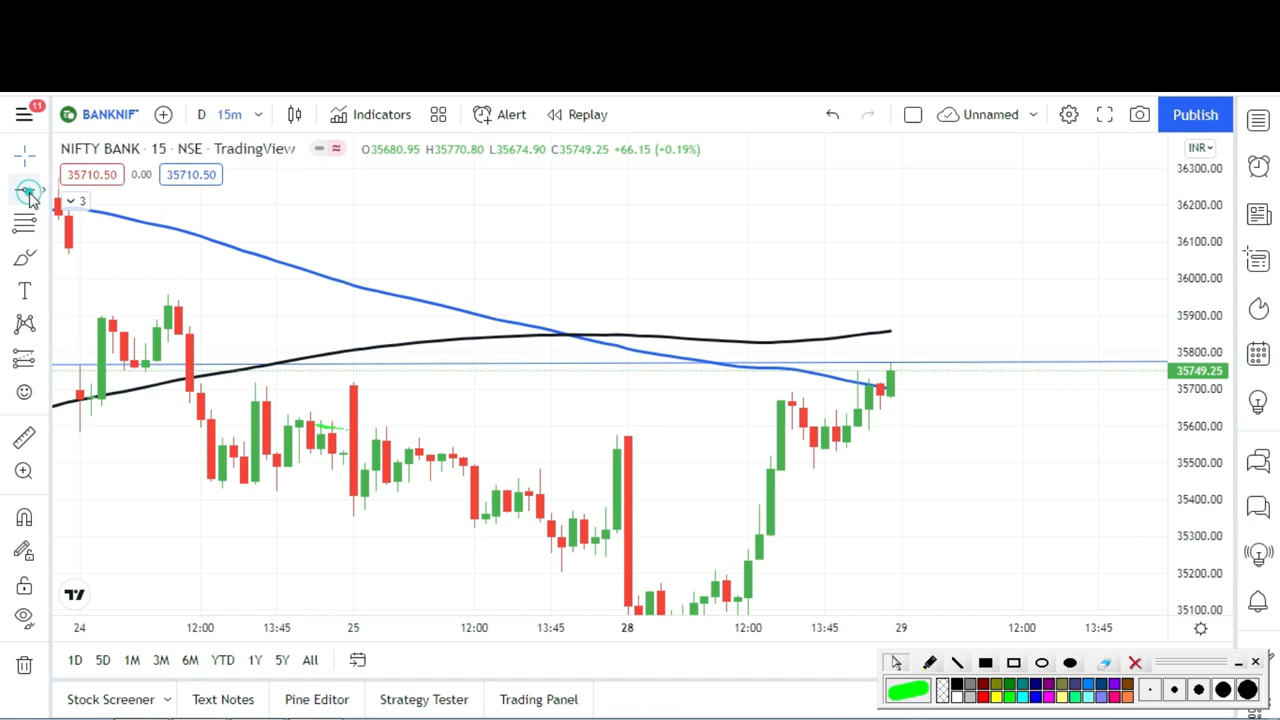 11
BANKNIF
D 15m
Indicators
Alert
Replay
Unnamed
Publish
NIFTY BANK · 15 · NSE · TradingView
O35680.95 H35770.80 L35674.90 C35749.25 +66.15 (+0.19%)
INR
35710.50 0.00 35710.50
3
36300.00
36200.00
36100.00
36000.00
35900.00
35800.00
35749.25
35700.00
35600.00
35500.00
35400.00
35300.00
35200.00
35100.00
24 12:00 13:45 25 12:00 13:45 28 12:00 13:45 29 12:00 13:45
1D 5D 1M 3M 6M YTD 1Y 5Y All
Stock Screener Text Notes Pine Editor Strategy Tester Trading Panel